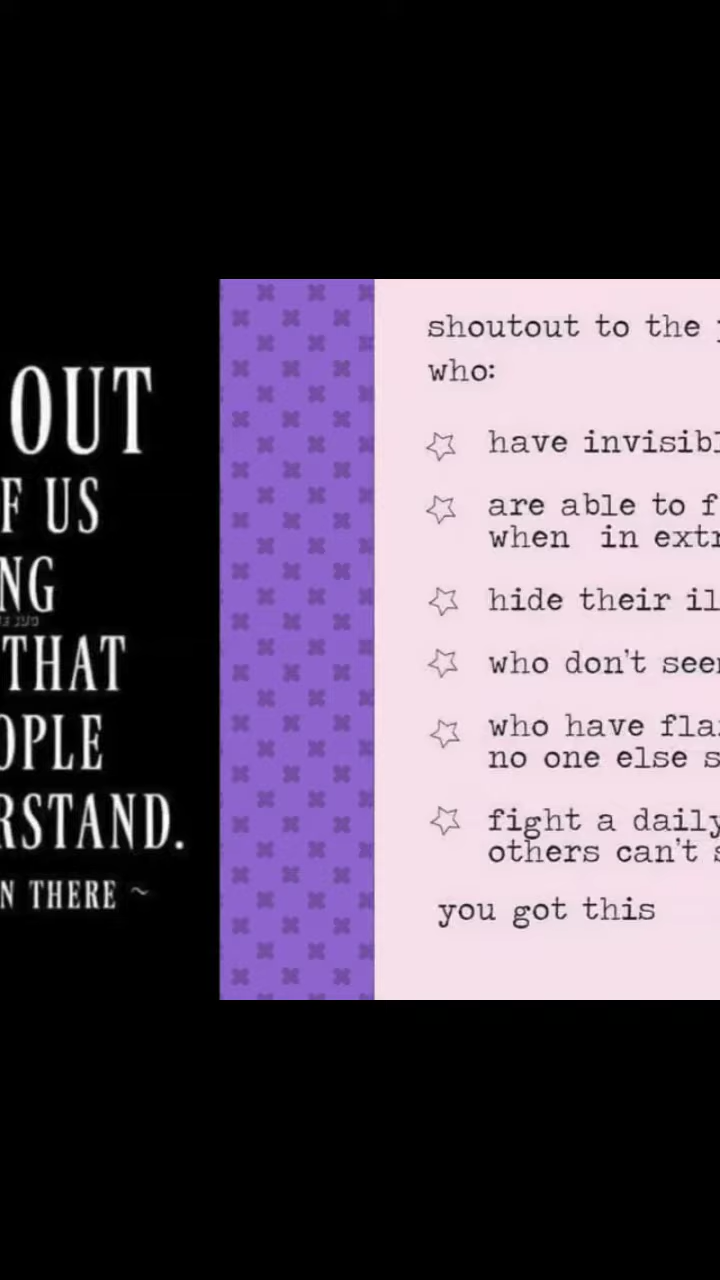 OUT
F US
NG
THAT
OPLE
RSTAND.
N THERE ~
shoutout to the
who:
have invisibl
are able to f
when in extr
hide their il
who don't seem
who have fla
no one else s
fight a daily
others can't s
you got this